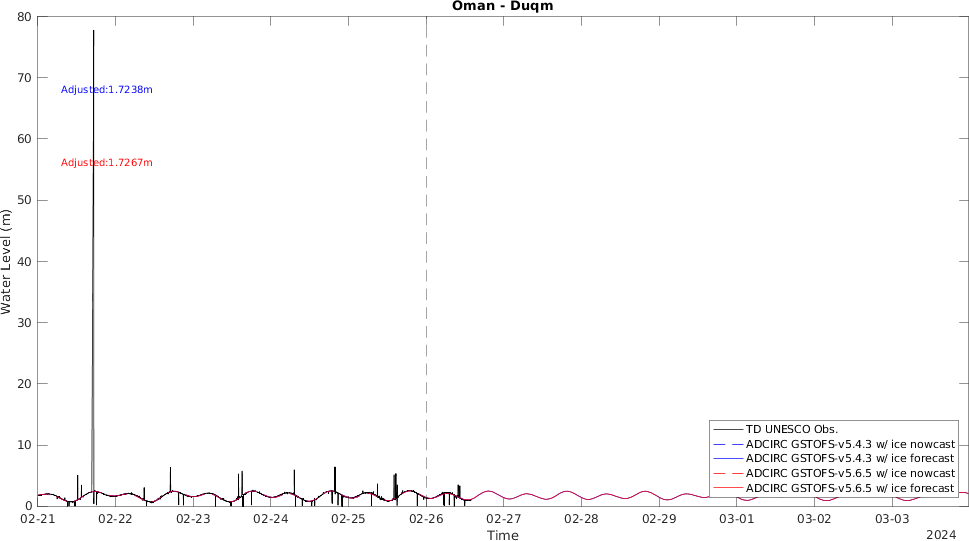 Oman - Duqm
80
70
60
50
40
30
20
10
0
Water Level (m)
Adjusted:1.7238m
Adjusted:1.7267m
TD UNESCO Obs.
ADCIRC GSTOFS-v5.4.3 w/ ice nowcast
ADCIRC GSTOFS-v5.4.3 w/ ice forecast
ADCIRC GSTOFS-v5.6.5 w/ ice nowcast
ADCIRC GSTOFS-v5.6.5 w/ ice forecast
02-21 02-22 02-23 02-24 02-25 02-26 02-27 02-28 02-29 03-01 03-02 03-03
Time
2024